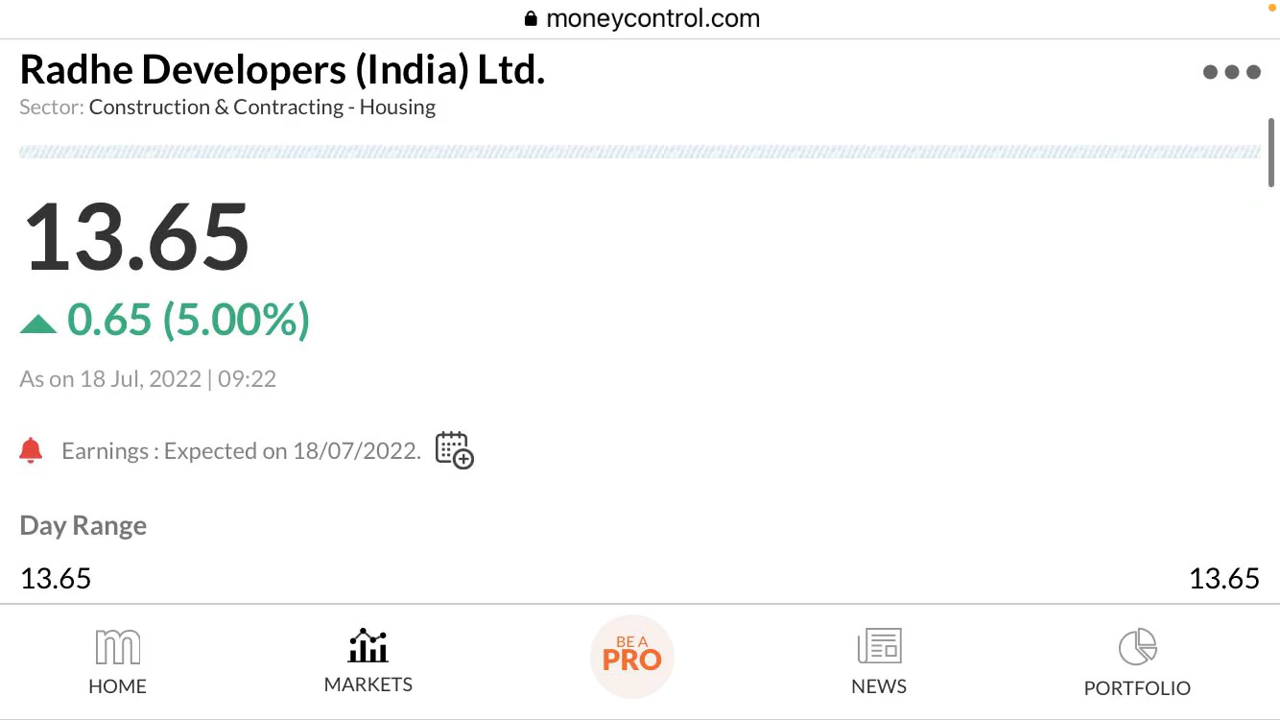 moneycontrol.com
Radhe Developers (India) Ltd.
Sector: Construction & Contracting - Housing
13.65
0.65 (5.00%)
As on 18 Jul, 2022 | 09:22
Earnings : Expected on 18/07/2022.
Day Range
13.65 13.65
HOME MARKETS BE A PRO NEWS PORTFOLIO